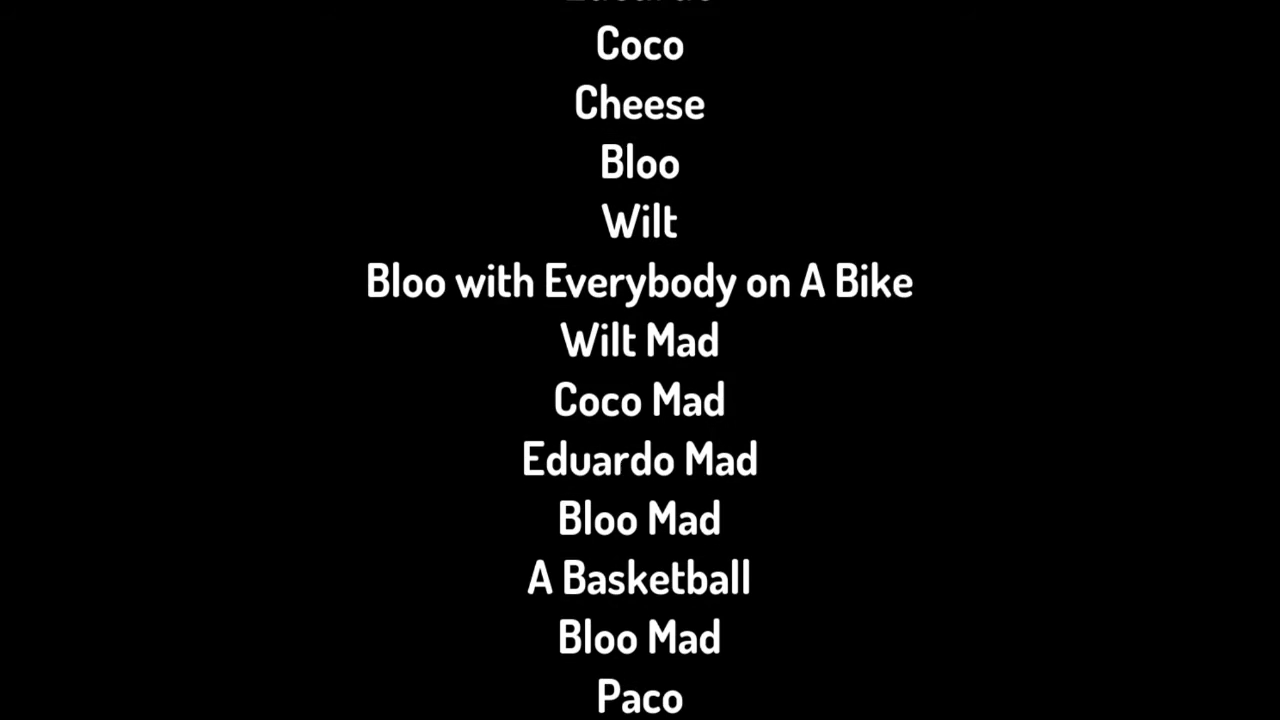 Coco
Cheese
Bloo
Wilt
Bloo with Everybody on A Bike
Wilt Mad
Coco Mad
Eduardo Mad
Bloo Mad
A Basketball
Bloo Mad
Paco